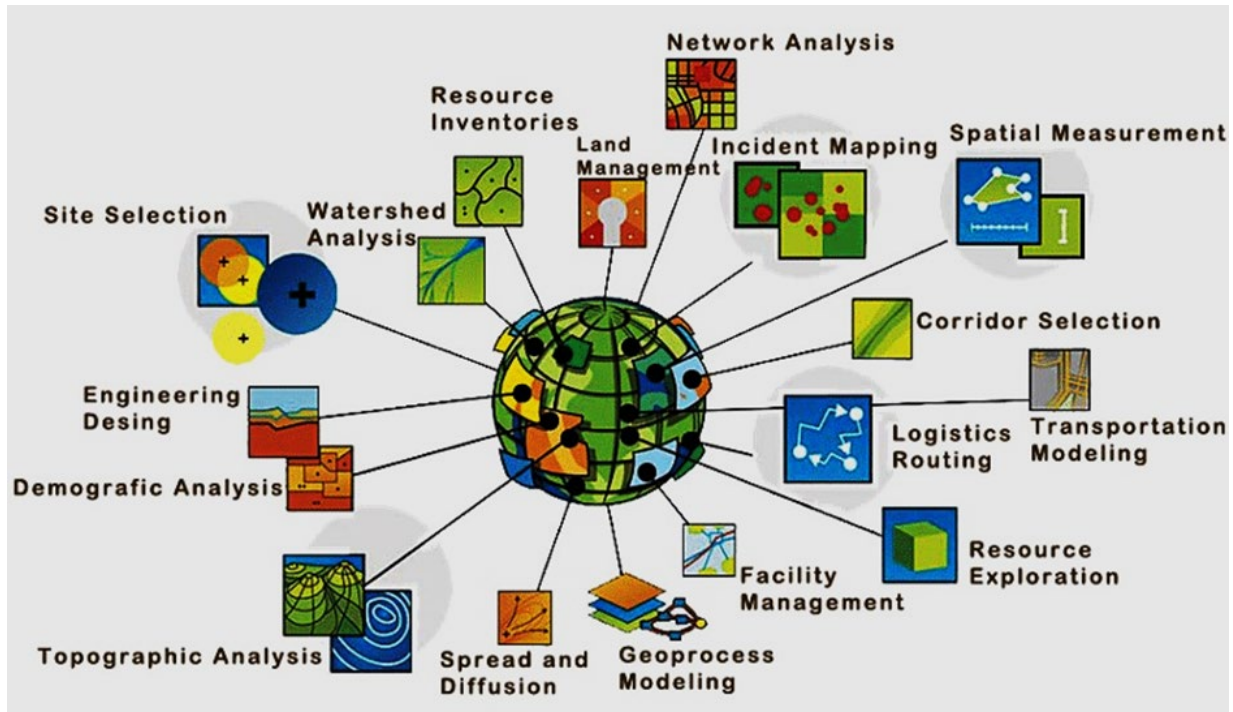 Network Analysis
Resource
Inventories
Land
Management
Incident Mapping
Spatial Measurement
Site Selection
Watershed
Analysis
Corridor Selection
Engineering
Desing
Logistics
Routing
Transportation
Modeling
Demografic Analysis
Resource
Exploration
Facility
Management
Topographic Analysis
Spread and
Diffusion
Geoprocess
Modeling